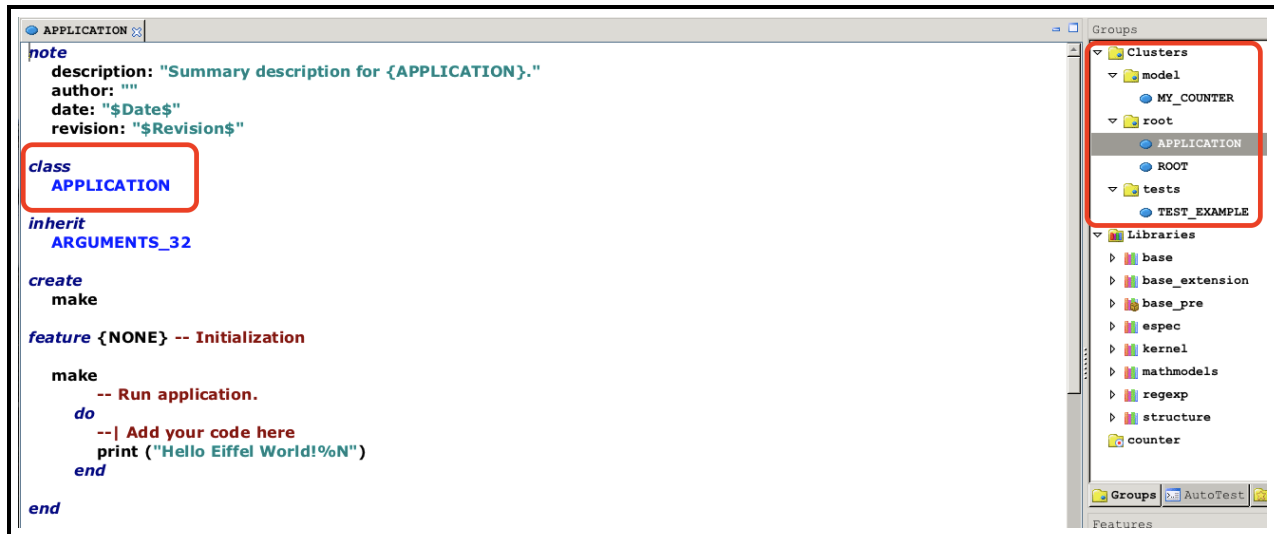 APPLICATION
note
description: "Summary description for {APPLICATION}."
author: ""
date: "$Date$"
revision: "$Revision$"
class
APPLICATION
inherit
ARGUMENTS_32
create
make
feature {NONE} -- Initialization
make
-- Run application.
do
--| Add your code here
print ("Hello Eiffel World!%N")
end
end
Groups
Clusters
model
MY_COUNTER
root
APPLICATION
ROOT
tests
TEST_EXAMPLE
Libraries
base
base_extension
base_pre
espec
kernel
mathmodels
regexp
structure
counter
Groups AutoTest
Features